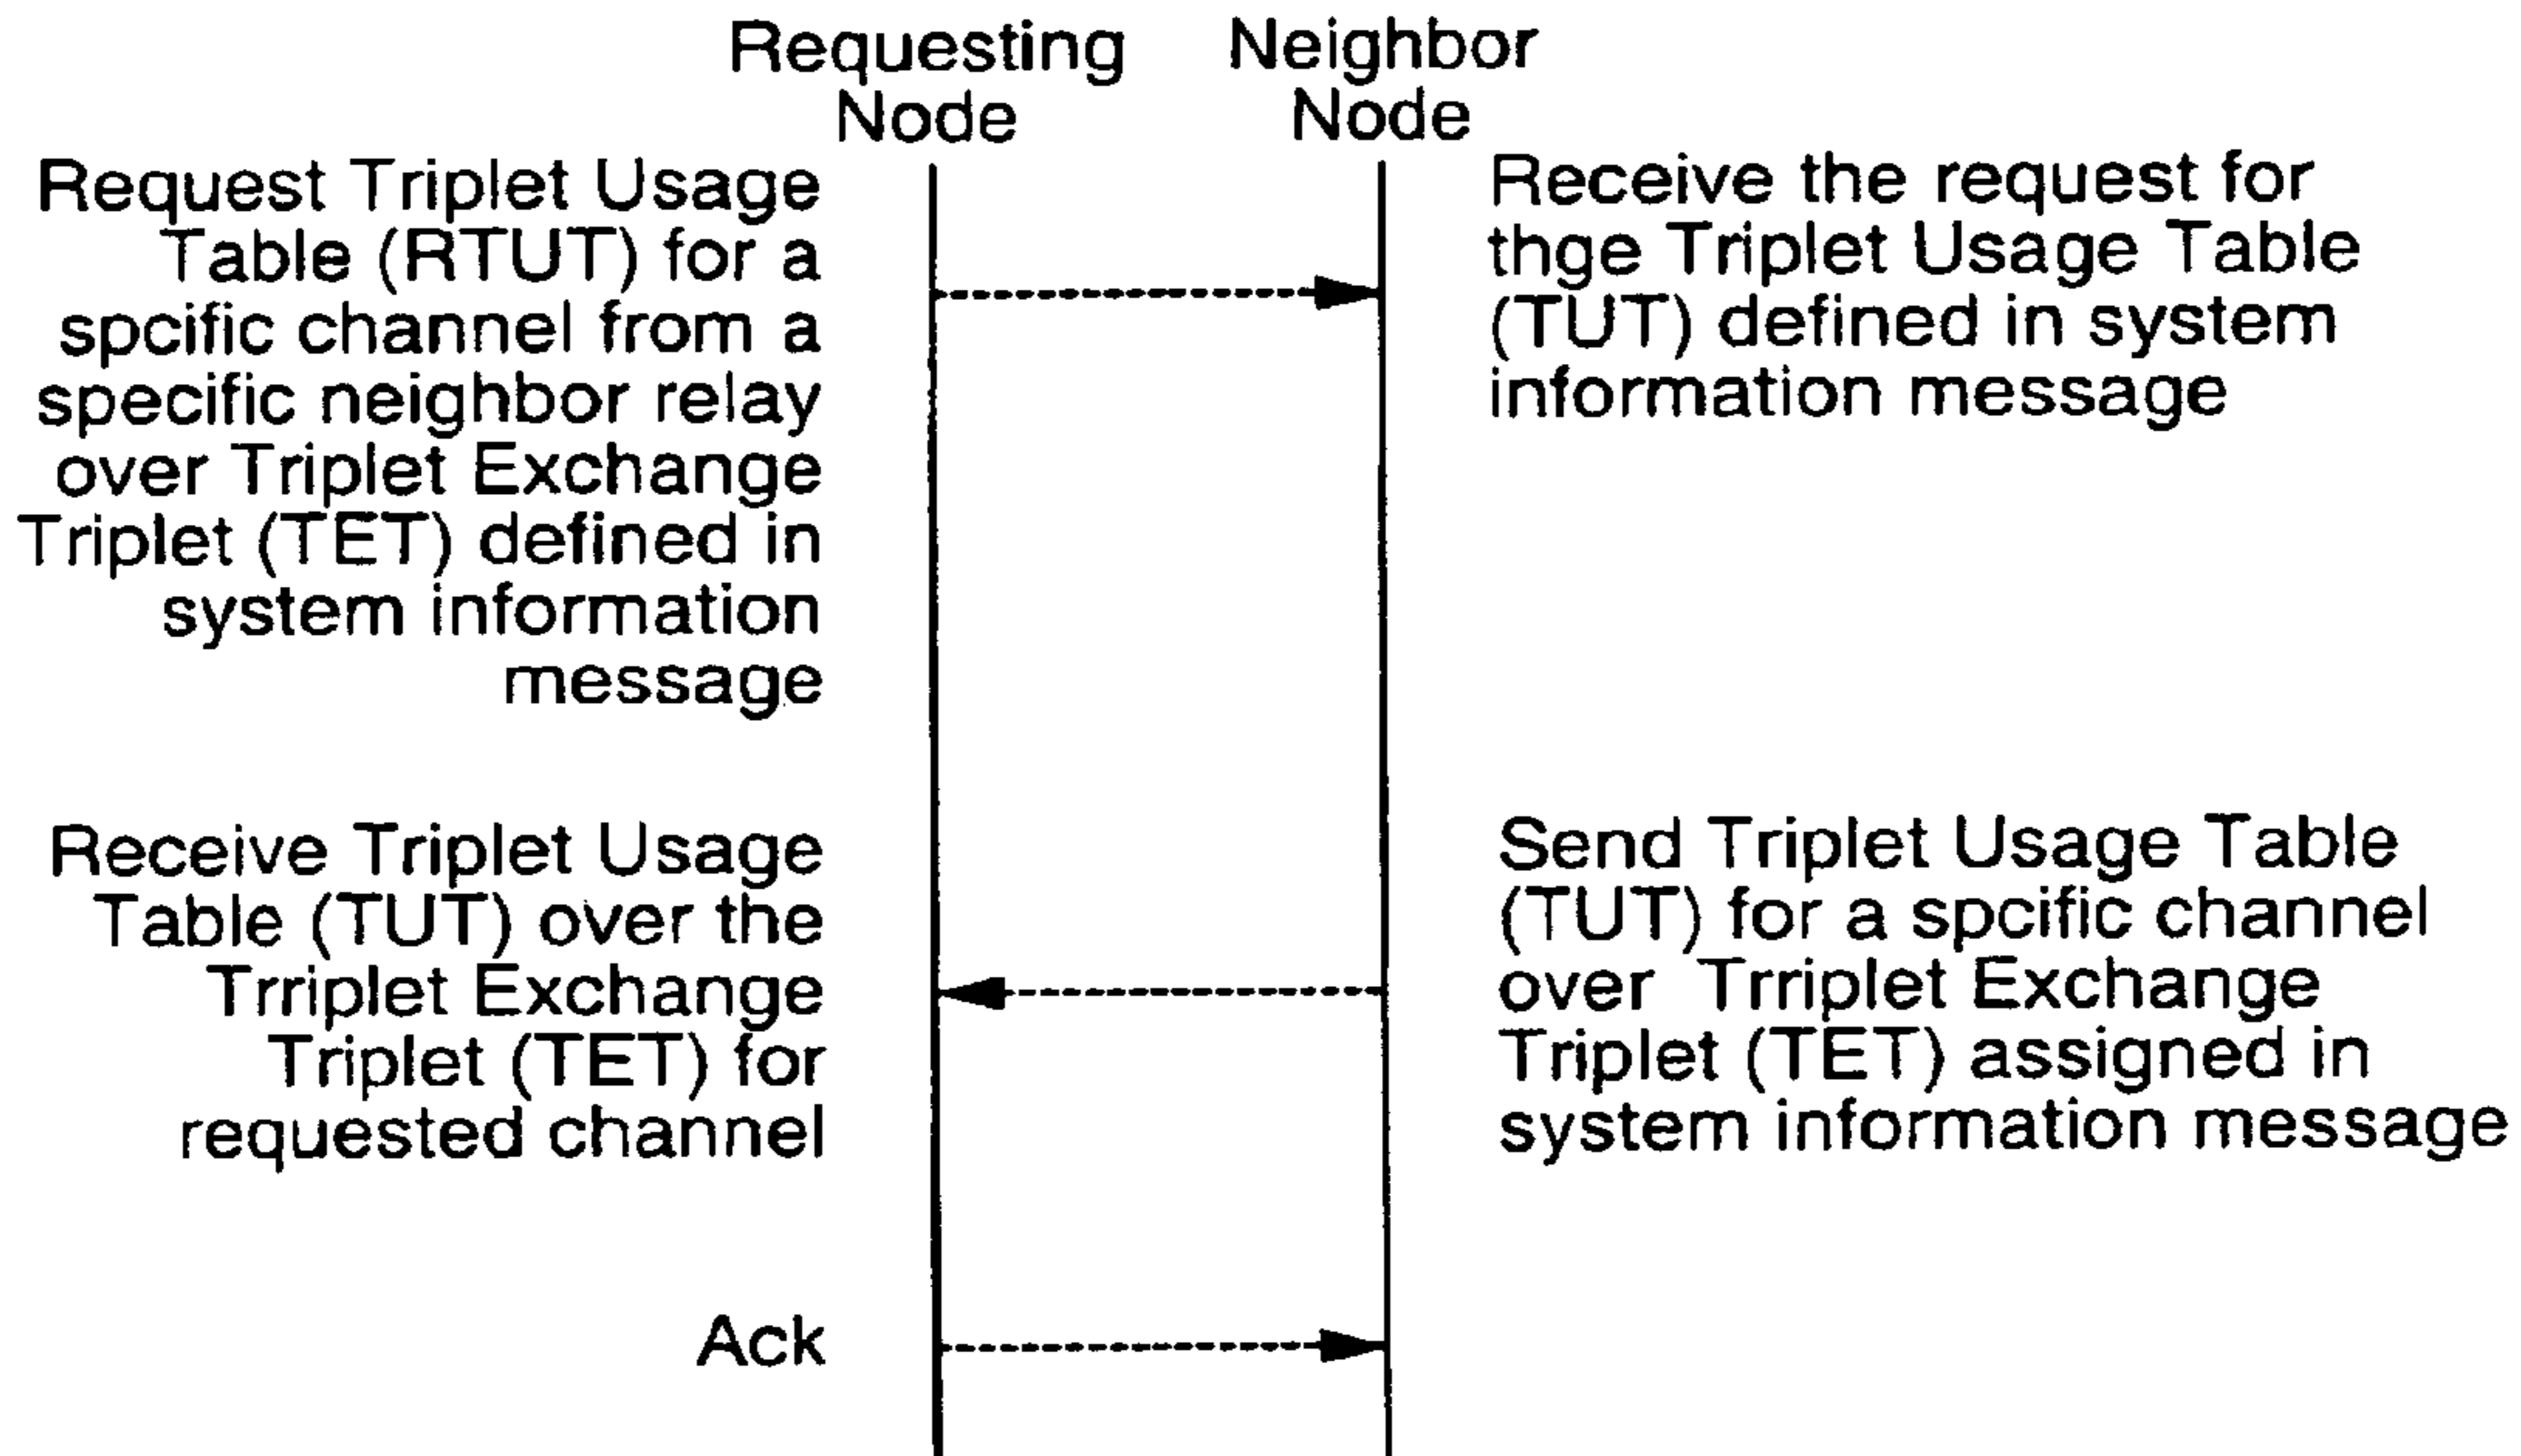 Requesting
Node
Neighbor
Node
Request Triplet Usage
Table (RTUT) for a
spcific channel from a
specific neighbor relay
over Triplet Exchange
Triplet (TET) defined in
system information
message
Receive the request for
thge Triplet Usage Table
(TUT) defined in system
information message
Receive Triplet Usage
Table (TUT) over the
Trriplet Exchange
Triplet (TET) for
requested channel
Send Triplet Usage Table
(TUT) for a spcific channel
over Trriplet Exchange
Triplet (TET) assigned in
system information message
Ack